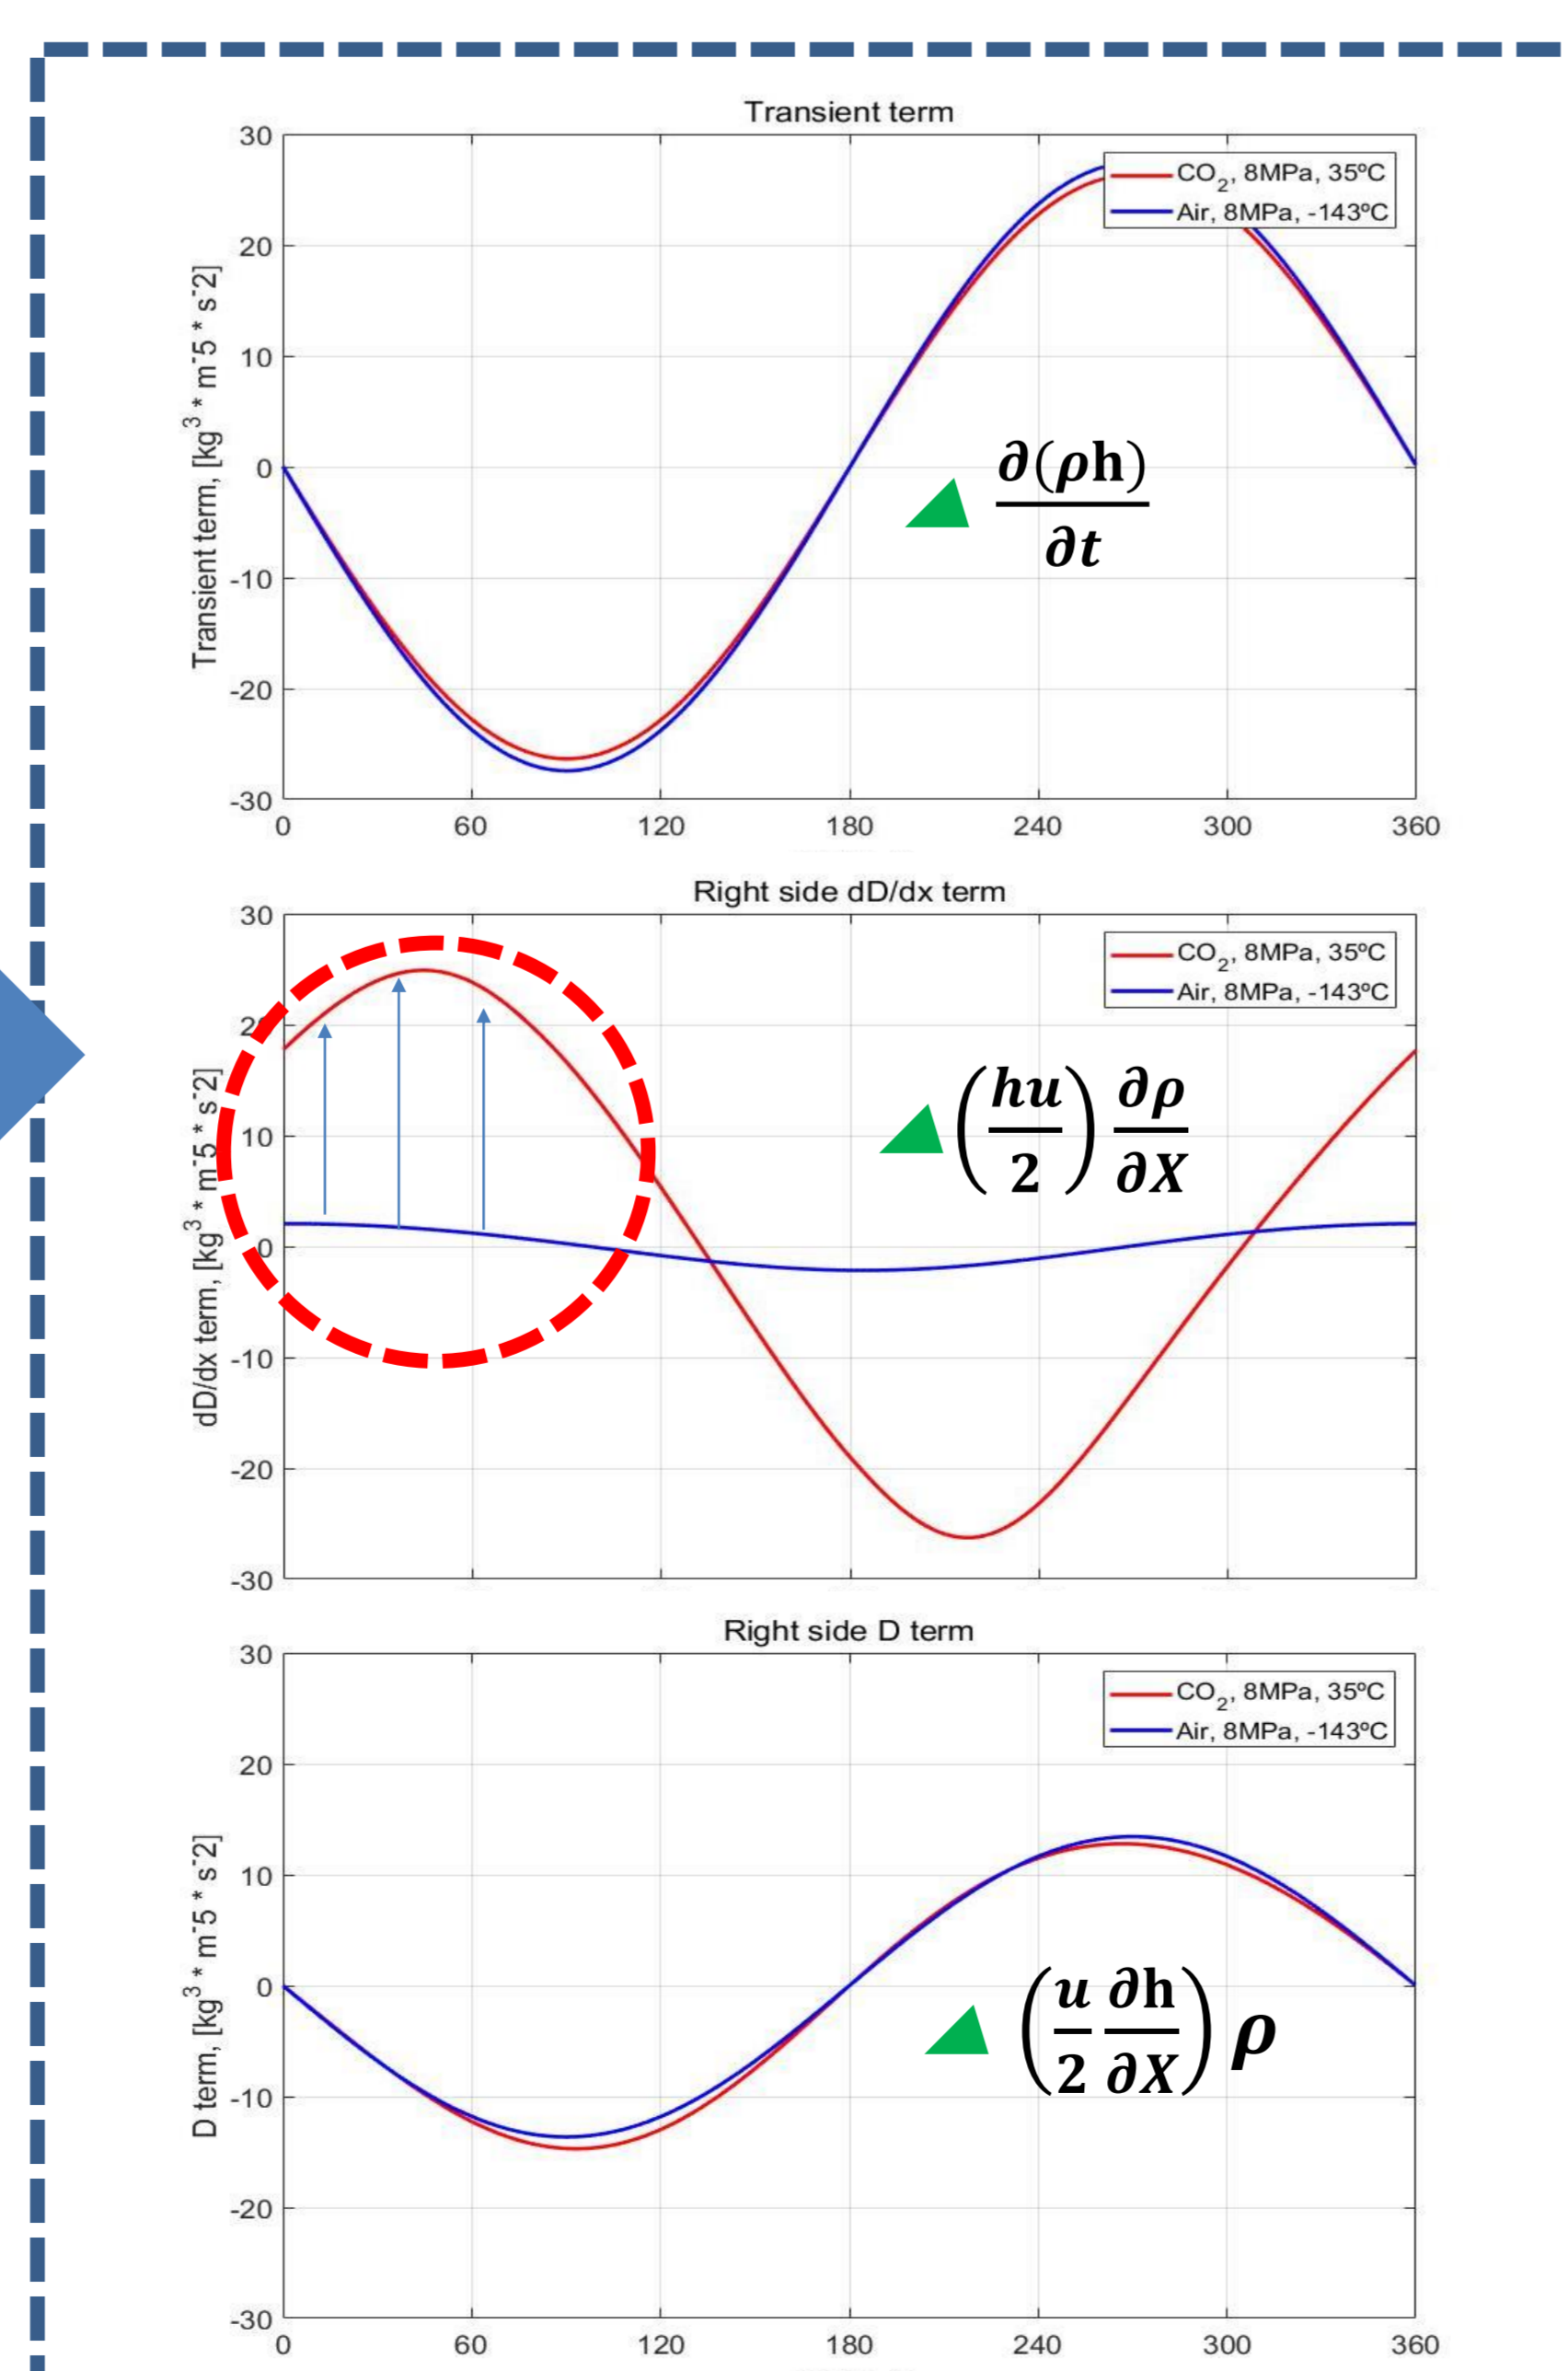 Transient term
30
20
10
0
-10
-20
-30
Transient term, [kg³ * m⁻5 * s⁻2]
CO₂, 8MPa, 35ºC
Air, 8MPa, -143ºC
∂(ρh)
∂t
0 60 120 180 240 300 360
Right side dD/dx term
30
20
10
0
-10
-20
-30
dD/dx term, [kg³ * m⁻5 * s⁻2]
CO₂, 8MPa, 35ºC
Air, 8MPa, -143ºC
(hu/2) ∂ρ/∂X
Right side D term
30
20
10
0
-10
-20
-30
D term, [kg³ * m⁻5 * s⁻2]
CO₂, 8MPa, 35ºC
Air, 8MPa, -143ºC
(u/2 ∂h/∂X) ρ
0 60 120 180 240 300 360